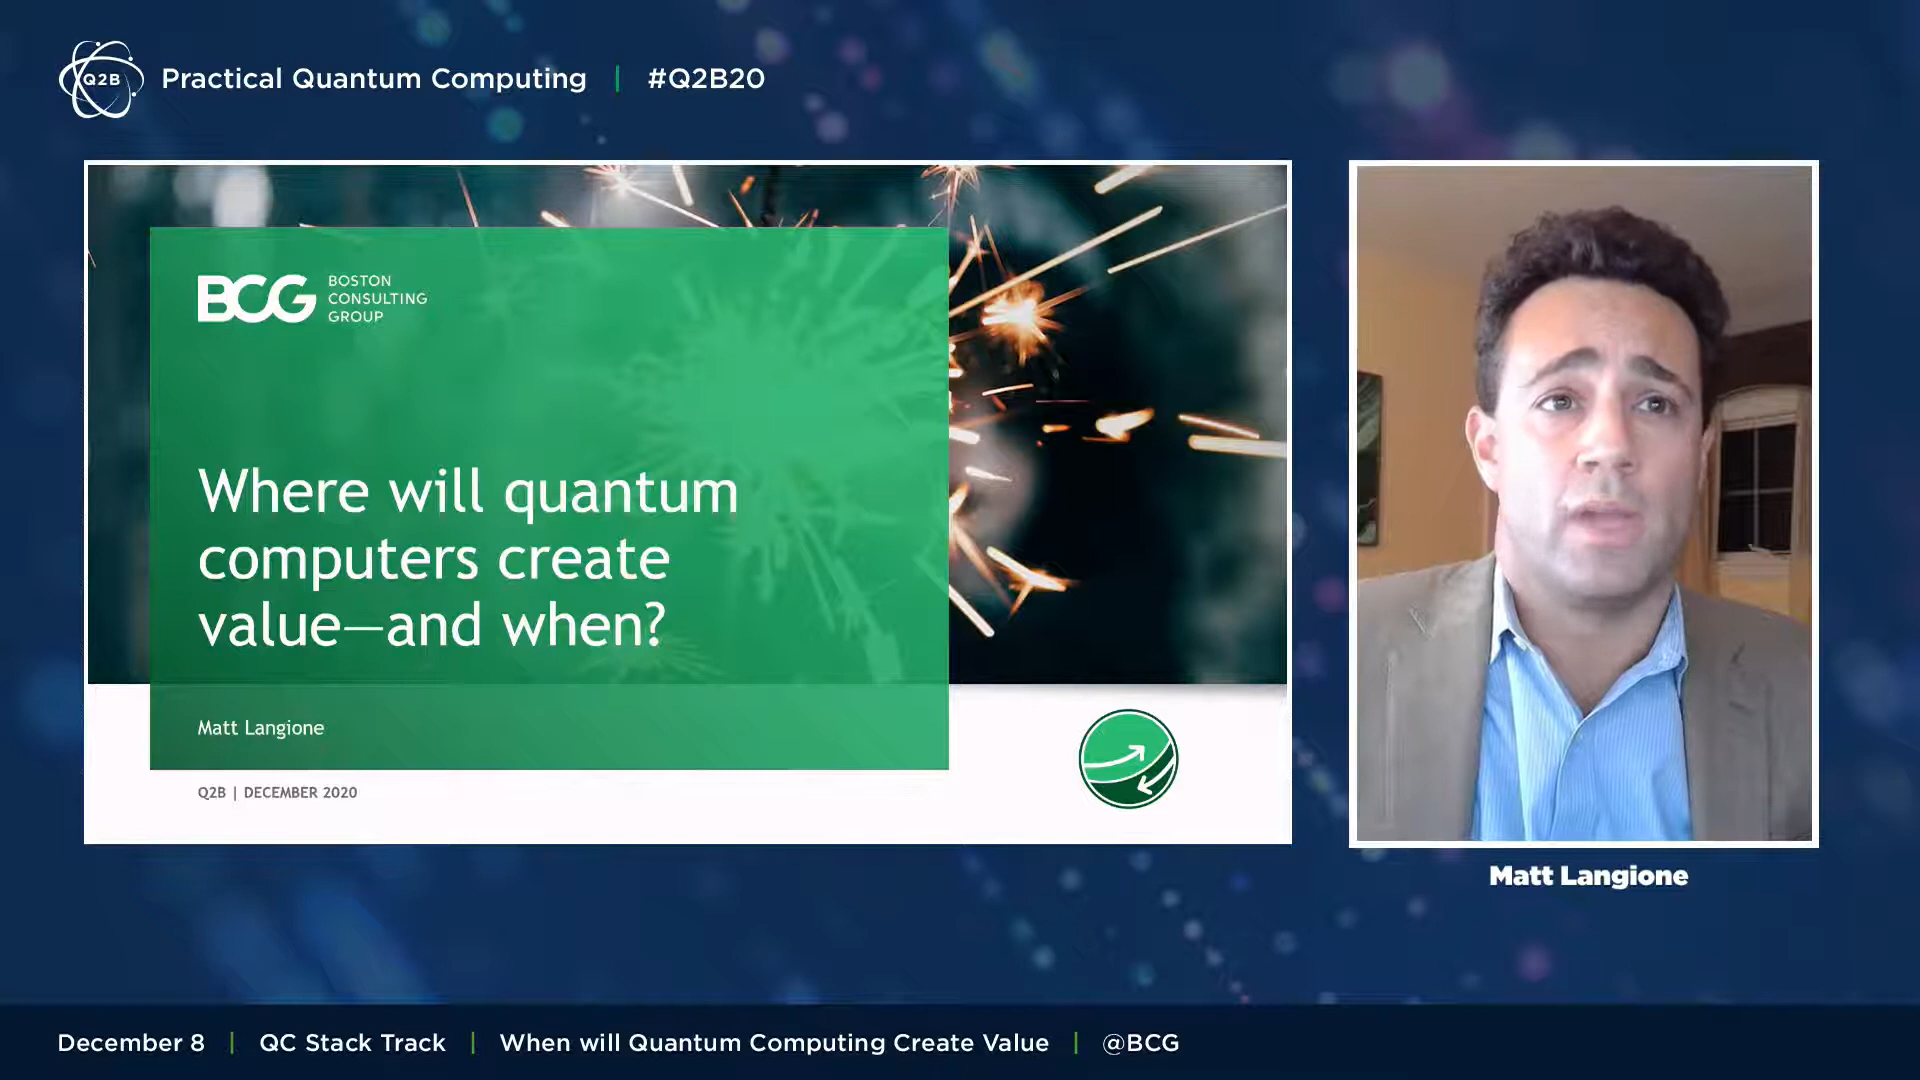 Q2B
Practical Quantum Computing | #Q2B20
BCG
BOSTON
CONSULTING
GROUP
Where will quantum
computers create
value—and when?
Matt Langione
Q2B | DECEMBER 2020
Matt Langione
December 8 | QC Stack Track | When will Quantum Computing Create Value | @BCG